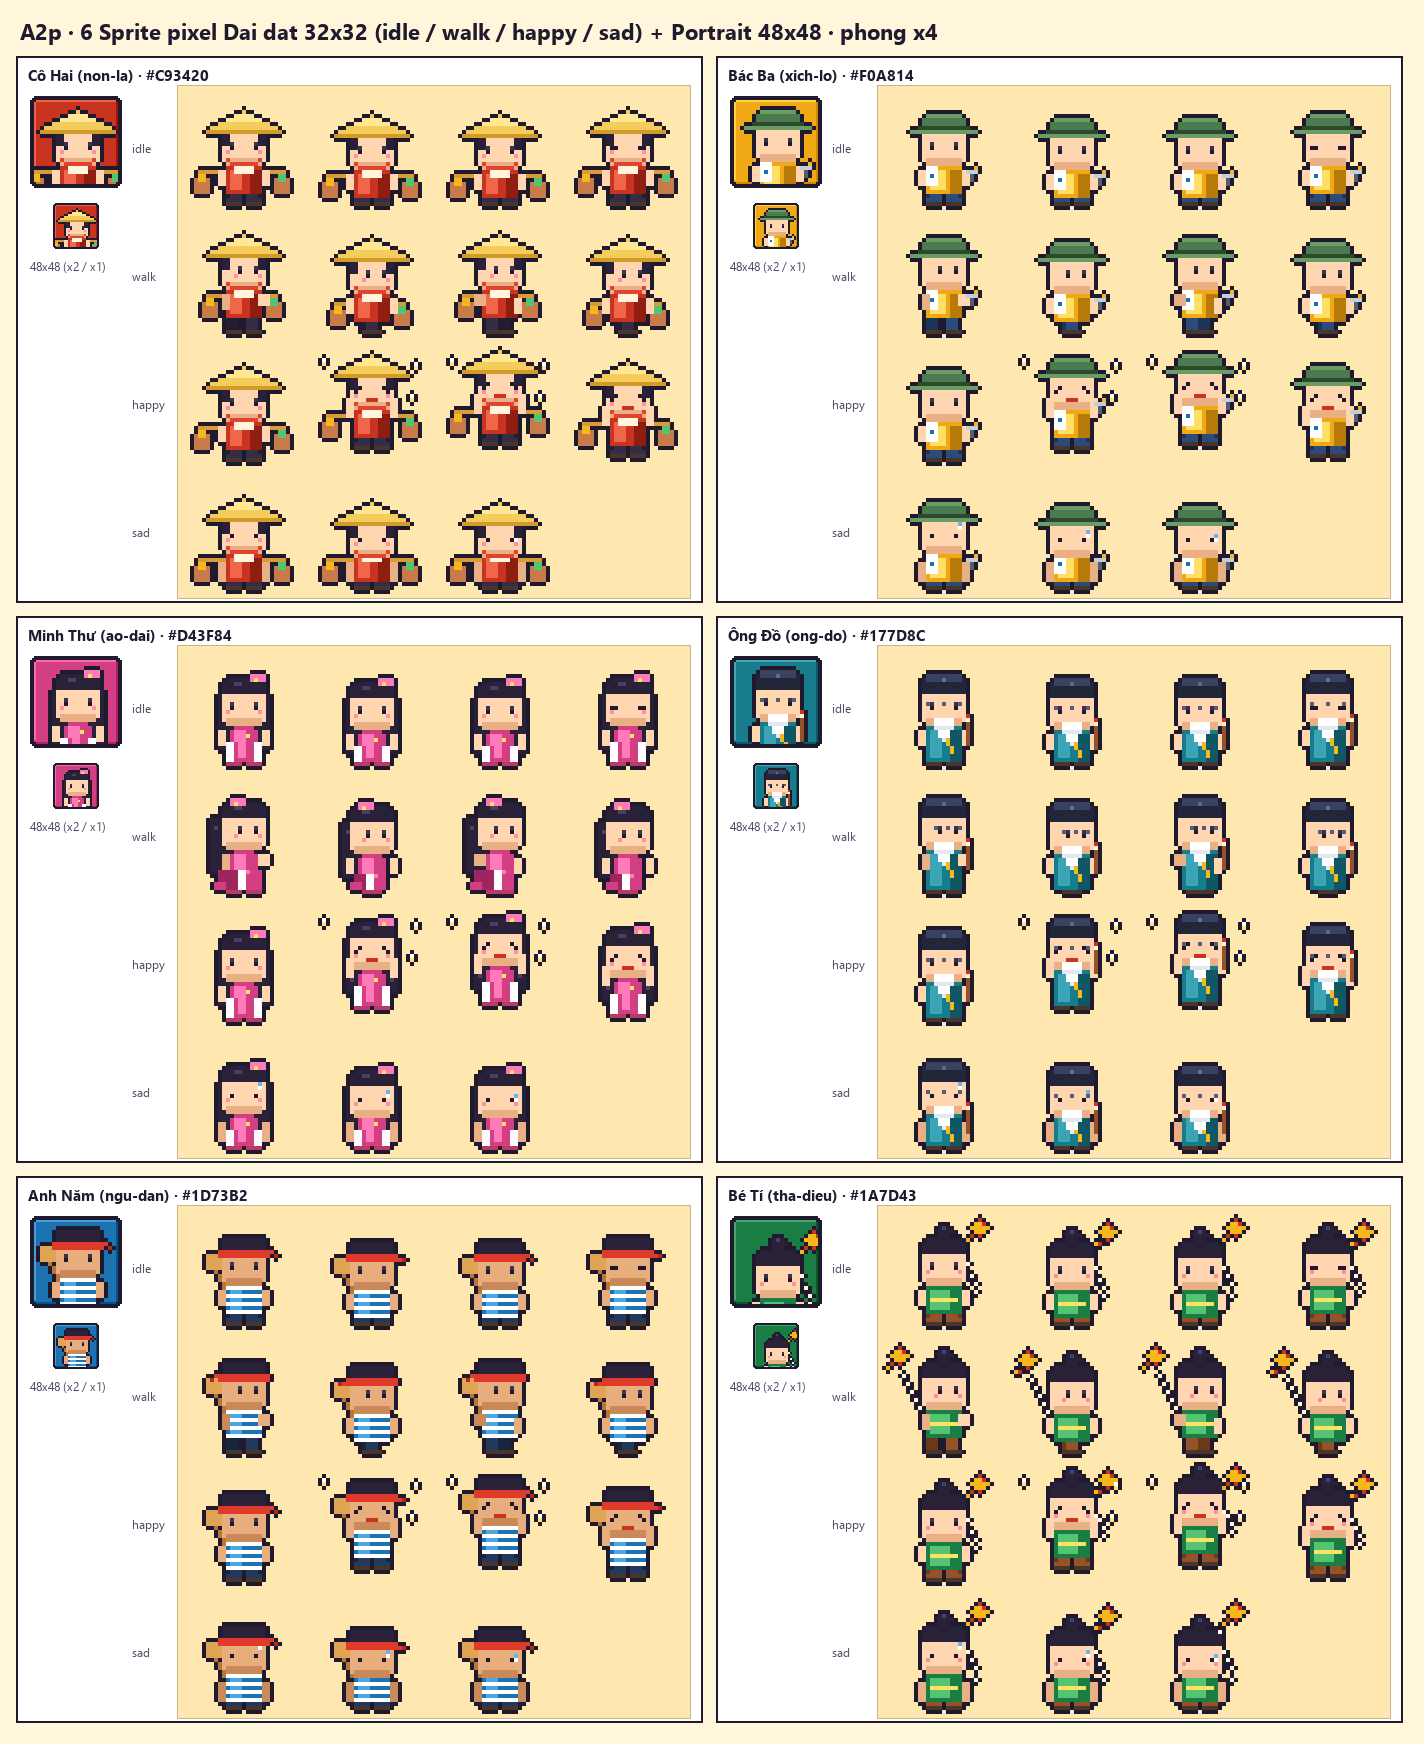 A2p · 6 Sprite pixel Dai dat 32x32 (idle / walk / happy / sad) + Portrait 48x48 · phong x4
Cô Hai (non-la) · #C93420
idle
48x48 (x2 / x1)
walk
happy
sad
Bác Ba (xich-lo) · #F0A814
idle
48x48 (x2 / x1)
walk
happy
sad
Minh Thư (ao-dai) · #D43F84
idle
48x48 (x2 / x1)
walk
happy
sad
Ông Đồ (ong-do) · #177D8C
idle
48x48 (x2 / x1)
walk
happy
sad
Anh Năm (ngu-dan) · #1D73B2
idle
48x48 (x2 / x1)
walk
happy
sad
Bé Tí (tha-dieu) · #1A7D43
idle
48x48 (x2 / x1)
walk
happy
sad